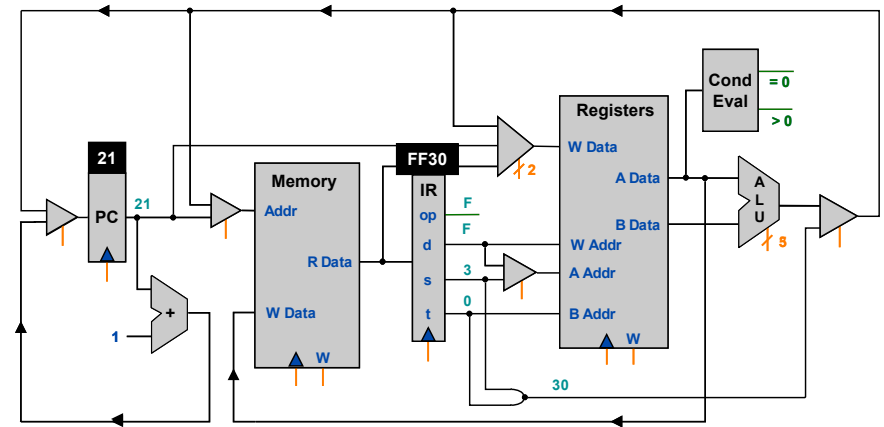 21
PC
21
+
1
Memory
Addr
R Data
W Data
W
FF30
IR
op
d
s
t
F
F
3
0
30
2
Registers
W Data
A Data
B Data
W Addr
A Addr
B Addr
W
Cond
Eval
= 0
> 0
A
L
U
5